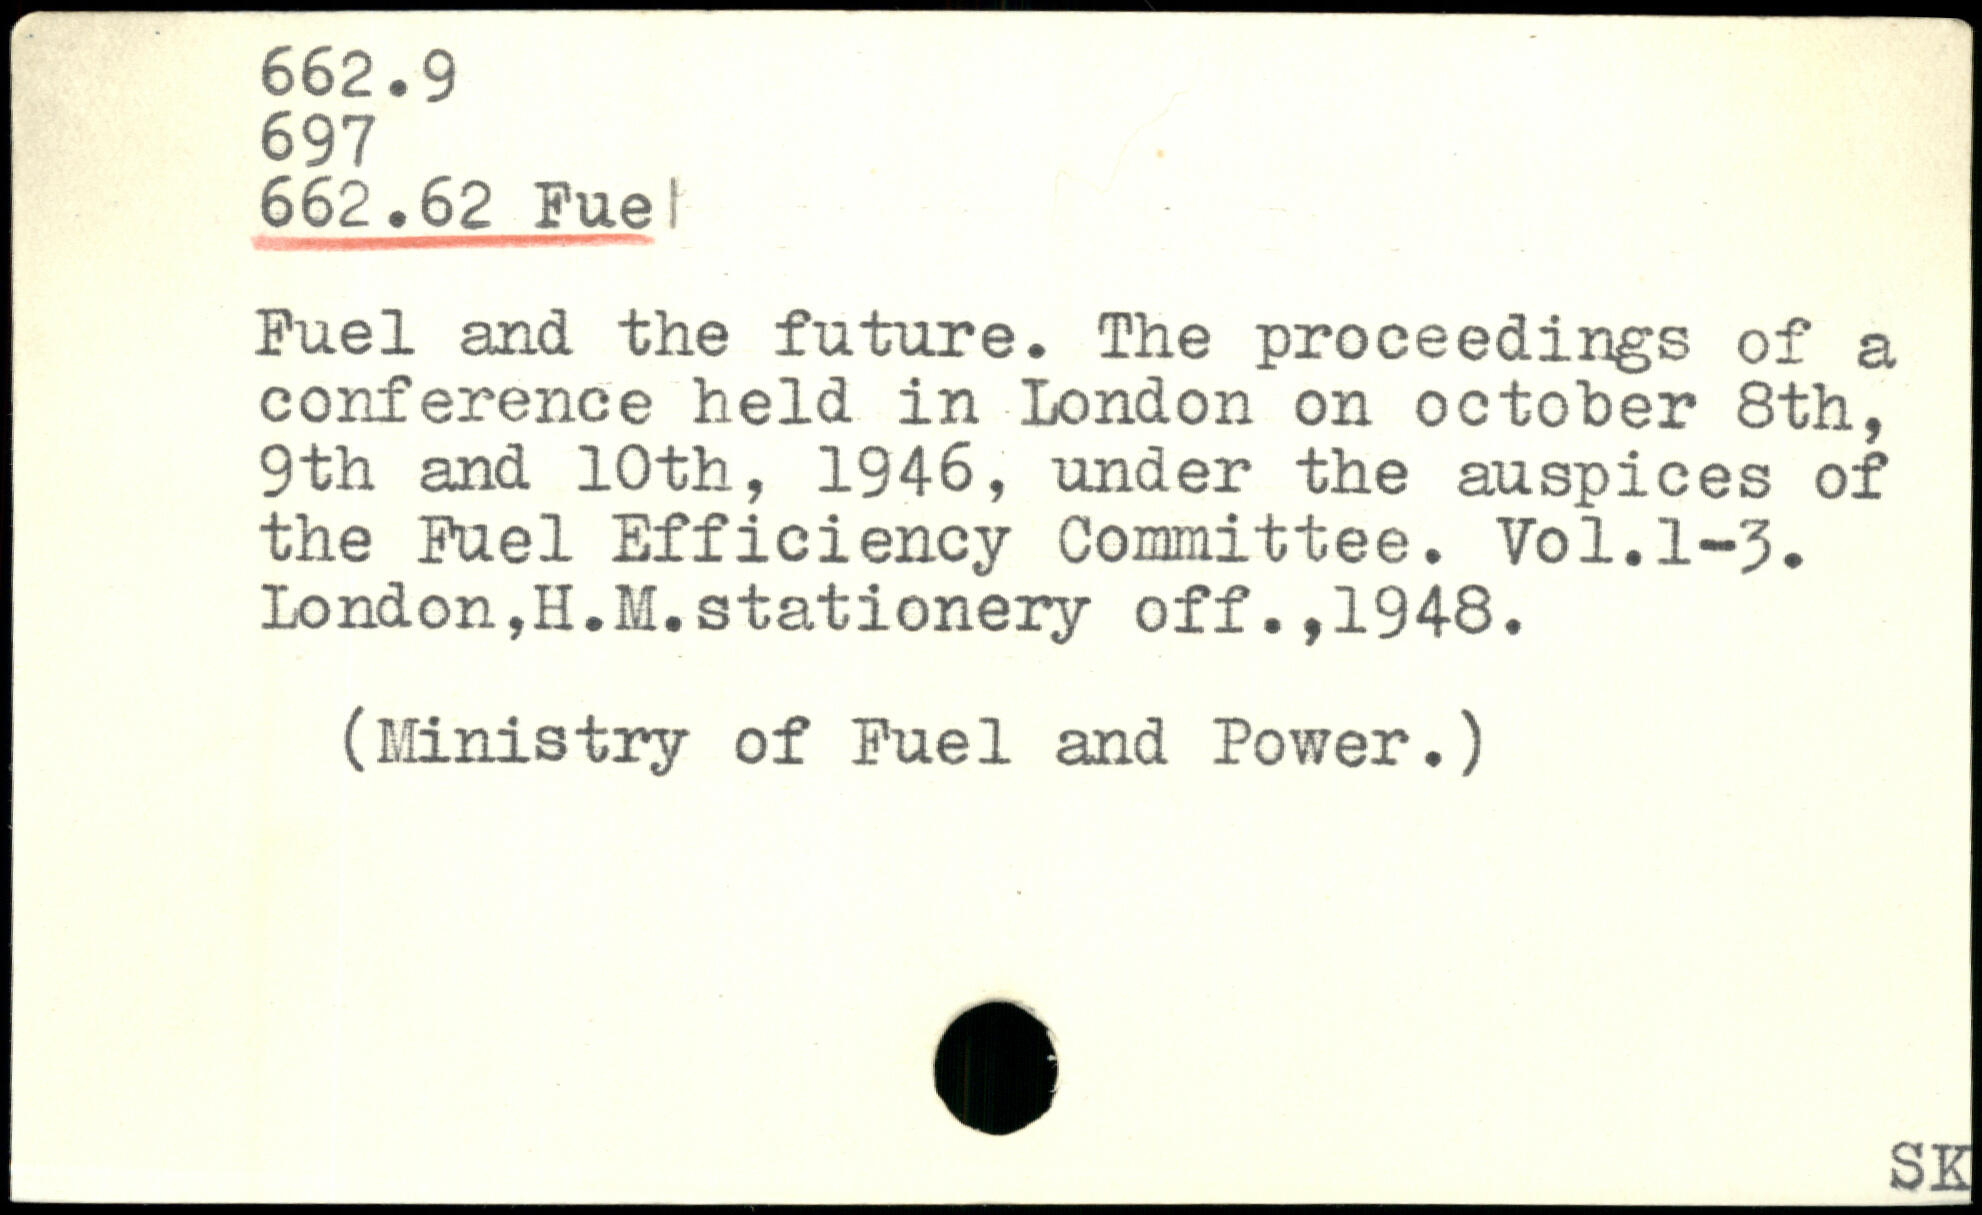 662.9
697
662.62 Fuel
Fuel and the future. The proceedings of a
conference held in London on october 8th,
9th and 10th, 1946, under the auspices of
the Fuel Efficiency Committee. Vol.1-3.
London,H.M.stationery off.,1948.
(Ministry of Fuel and Power.)
SK